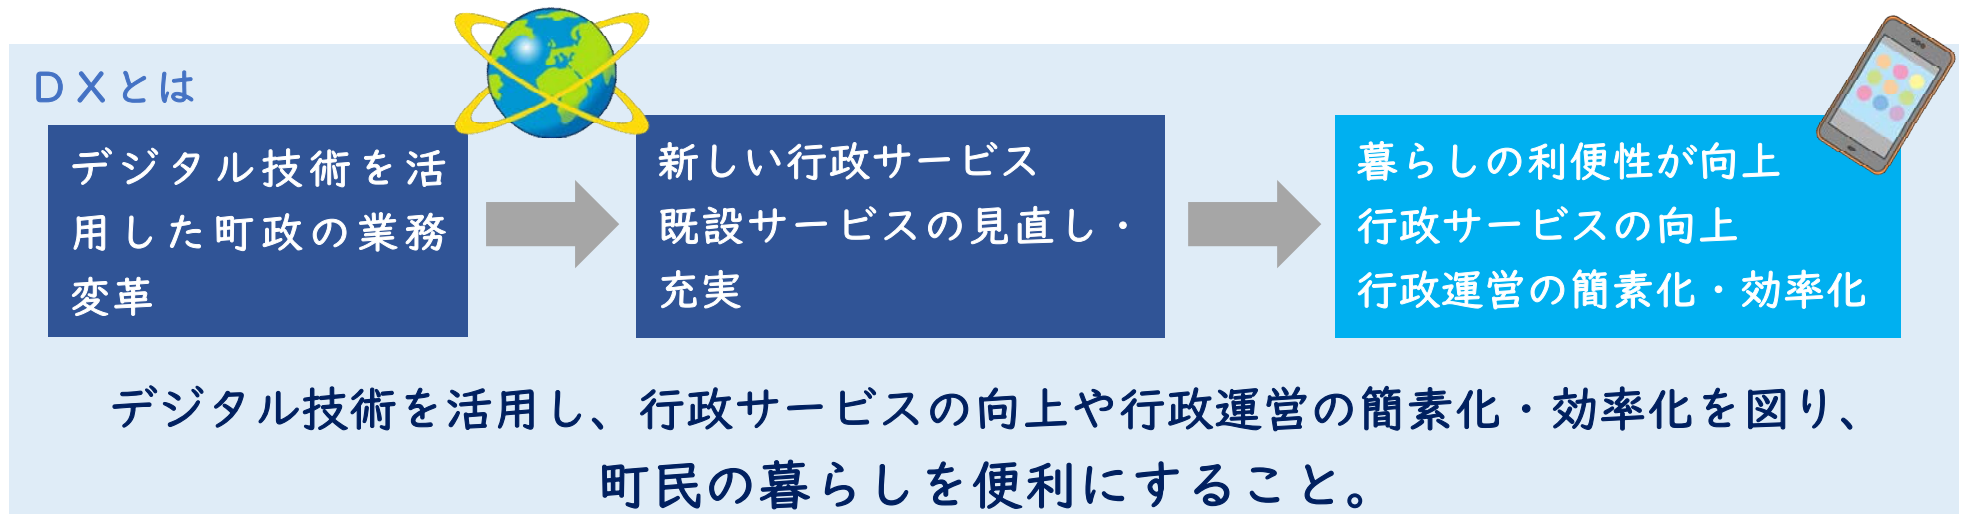 ＤＸとは
デジタル技術を活
用した町政の業務
変革
新しい行政サービス
既設サービスの見直し・
充実
暮らしの利便性が向上
行政サービスの向上
行政運営の簡素化・効率化
デジタル技術を活用し、行政サービスの向上や行政運営の簡素化・効率化を図り、
町民の暮らしを便利にすること。